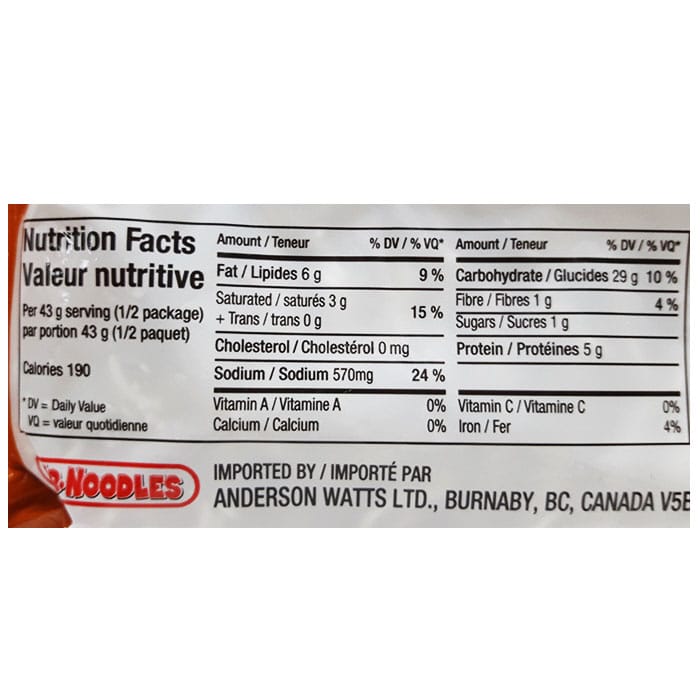 Nutrition Facts
Valeur nutritive
Per 43 g serving (1/2 package)
par portion 43 g (1/2 paquet)
Calories 190
*DV = Daily Value
VQ = valeur quotidienne
Amount / Teneur % DV / % VQ*
Fat / Lipides 6 g 9 %
Saturated / saturés 3 g
+ Trans / trans 0 g 15 %
Cholesterol / Cholestérol 0 mg
Sodium / Sodium 570mg 24 %
Vitamin A / Vitamine A 0%
Calcium / Calcium 0%
Amount / Teneur % DV / % VQ*
Carbohydrate / Glucides 29 g 10 %
Fibre / Fibres 1 g 4 %
Sugars / Sucres 1 g
Protein / Protéines 5 g
Vitamin C / Vitamine C 0%
Iron / Fer 4%
NOODLES
IMPORTED BY / IMPORTÉ PAR
ANDERSON WATTS LTD., BURNABY, BC, CANADA V5E